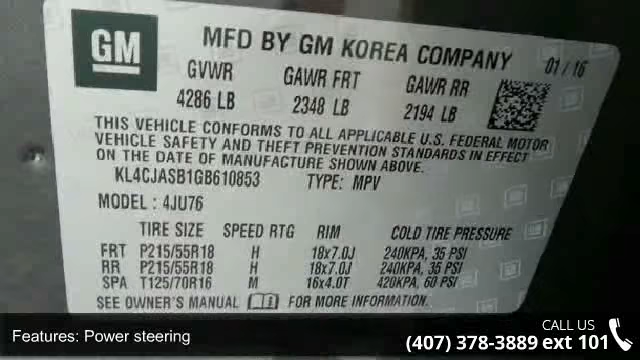 GM
MFD BY GM KOREA COMPANY 01/16
GVWR GAWR FRT GAWR RR
4286 LB 2348 LB 2194 LB
THIS VEHICLE CONFORMS TO ALL APPLICABLE U.S. FEDERAL MOTOR
VEHICLE SAFETY AND THEFT PREVENTION STANDARDS IN EFFECT
ON THE DATE OF MANUFACTURE SHOWN ABOVE.
KL4CJASB1GB610853 TYPE: MPV
MODEL : 4JU76
TIRE SIZE SPEED RTG RIM COLD TIRE PRESSURE
FRT P215/55R18 H 18x7.0J 240KPA, 35 PSI
RR P215/55R18 H 18x7.0J 240KPA, 35 PSI
SPA T125/70R16 M 16x4.0T 420KPA, 60 PSI
SEE OWNER'S MANUAL FOR MORE INFORMATION.
Features: Power steering
CALL US NOW!
(407) 378-3889 ext 101